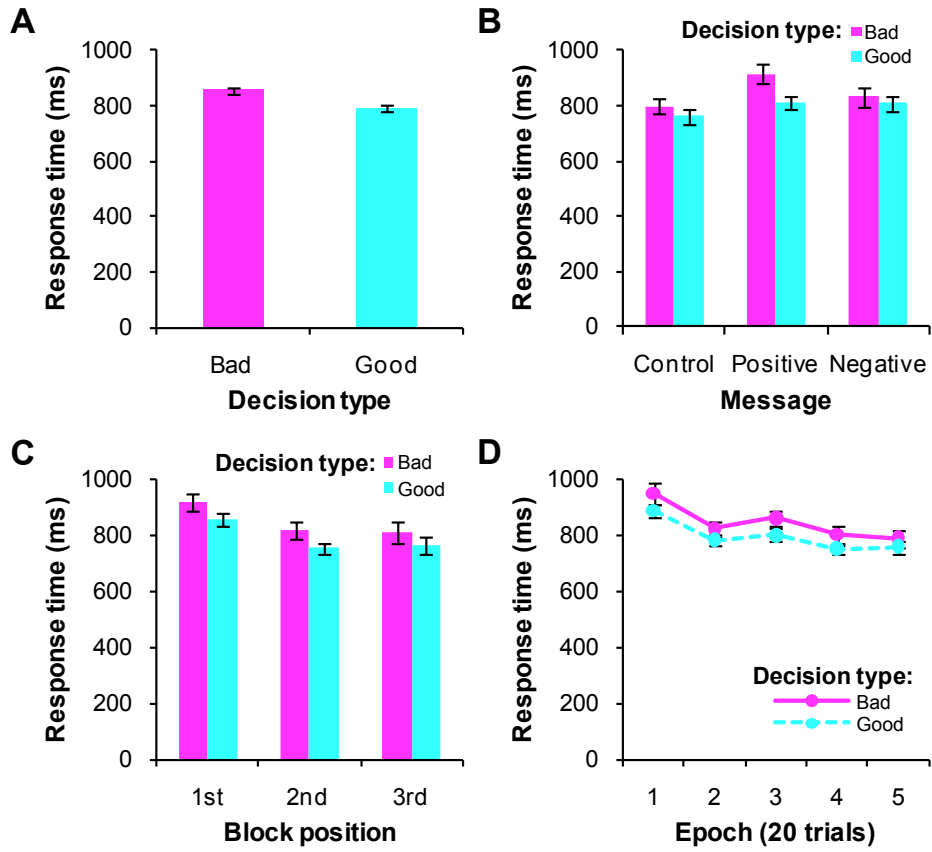 A
Response time (ms)
1000
800
600
400
200
0
Bad Good
Decision type
B
Decision type: Bad
Good
Response time (ms)
1000
800
600
400
200
0
Control Positive Negative
Message
C
Decision type: Bad
Good
Response time (ms)
1000
800
600
400
200
0
1st 2nd 3rd
Block position
D
Response time (ms)
1000
800
600
400
200
0
Decision type:
Bad
Good
1 2 3 4 5
Epoch (20 trials)